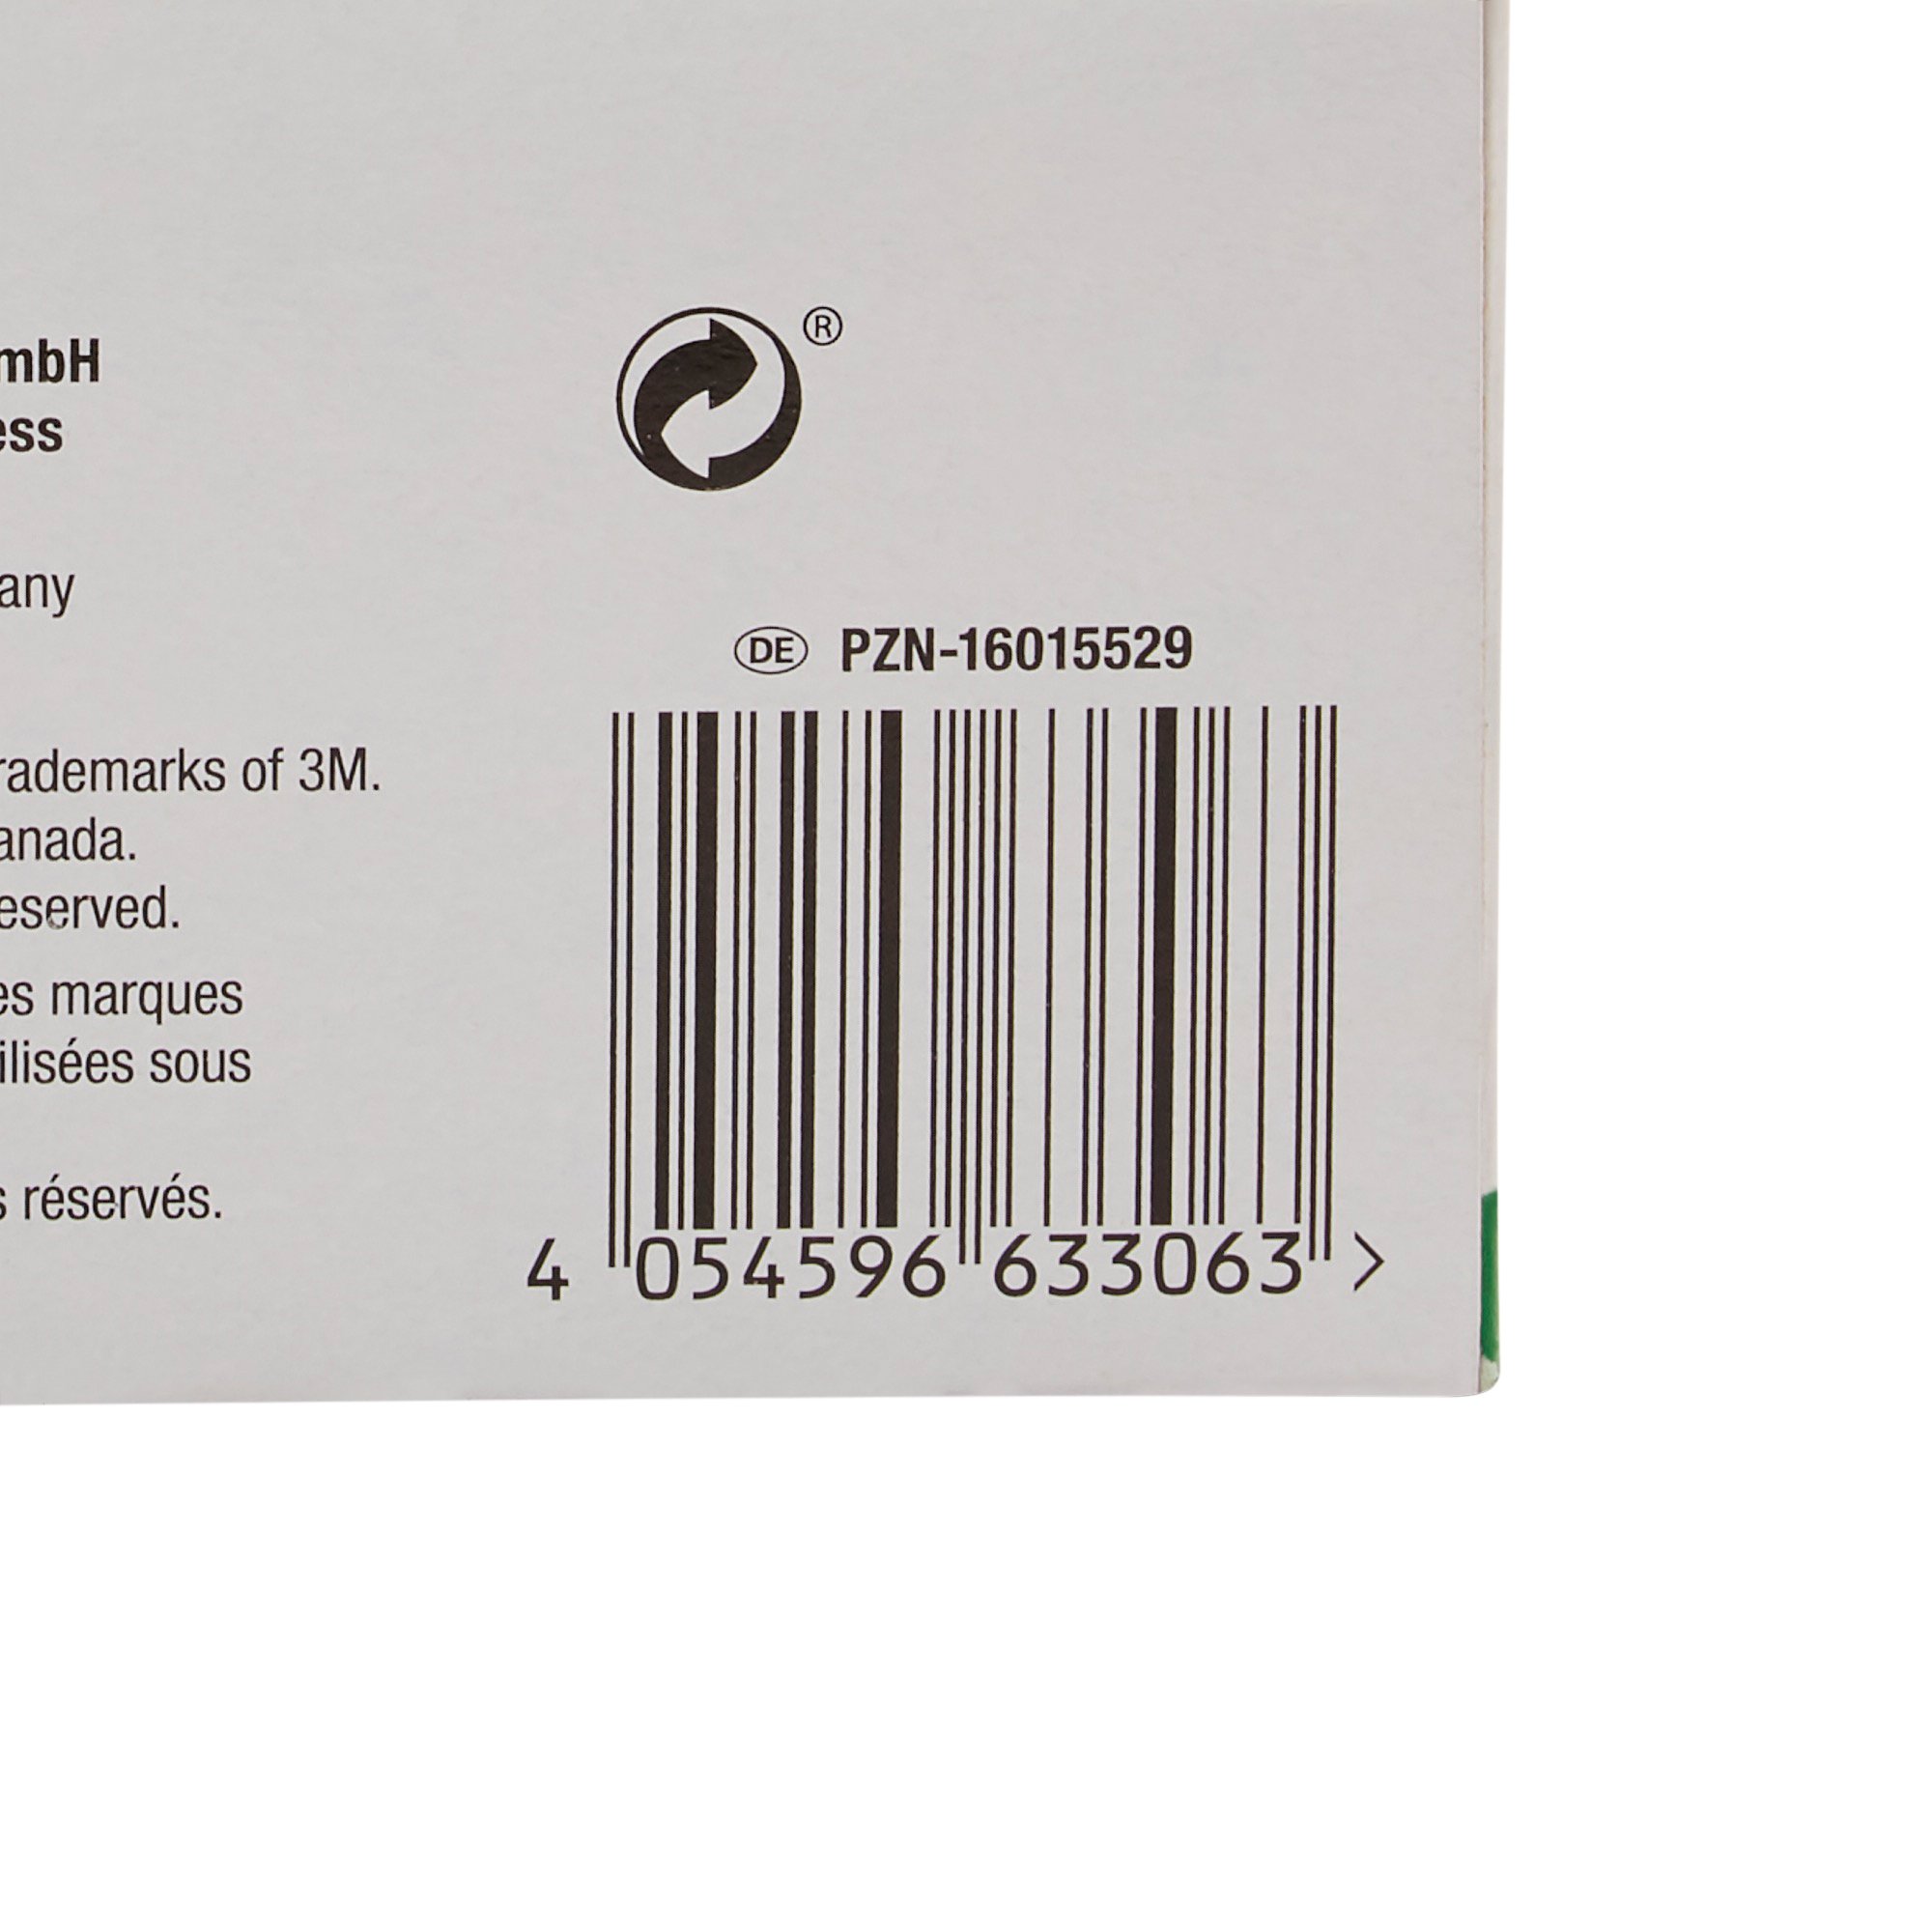 mbH
ess
any
rademarks of 3M.
anada.
eserved.
es marques
ilisées sous
s réservés.
®
DE PZN-16015529
4 054596 633063 >